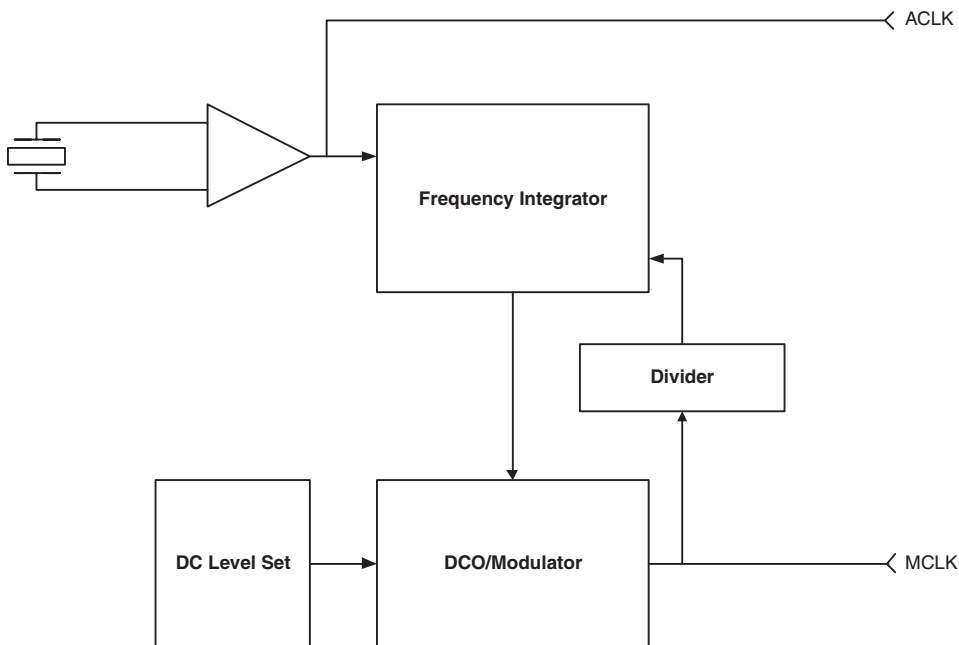 ACLK
Frequency Integrator
Divider
DC Level Set
DCO/Modulator
MCLK